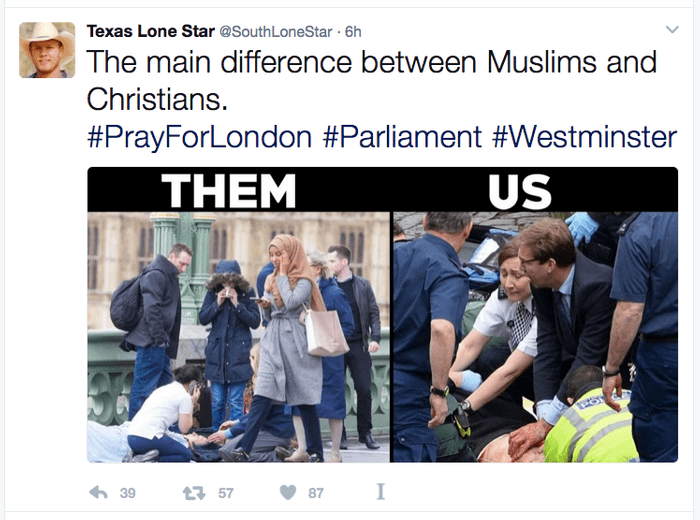 Texas Lone Star @SouthLoneStar · 6h
The main difference between Muslims and
Christians.
#PrayForLondon #Parliament #Westminster
THEM US
39 57 87